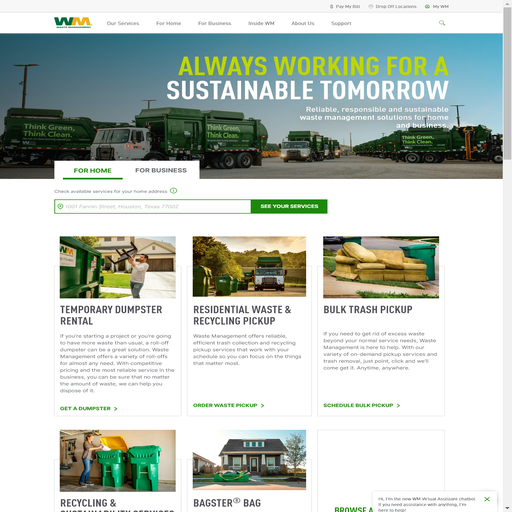 Pay My Bill
Drop Off Locations
My WM
WM
WASTE MANAGEMENT
Our Services
For Home
For Business
Inside WM
About Us
Support
ALWAYS WORKING FOR A
SUSTAINABLE TOMORROW
Reliable, responsible and sustainable
waste management solutions for home
and business.
Think Green.
Think Clean.
Think Green.
Think Clean.
Think Green.
Think Clean.
FOR HOME
FOR BUSINESS
Check available services for your home address
1001 Fannin Street, Houston, Texas 77002
SEE YOUR SERVICES
TEMPORARY DUMPSTER
RENTAL
If you're starting a project or you're going
to have more waste than usual, a roll-off
dumpster can be a great solution. Waste
Management offers a variety of roll-offs
for almost any need. With competitive
pricing and the most reliable service in the
business, you can be sure that no matter
the amount of waste, we can help you
dispose of it.
GET A DUMPSTER >
RESIDENTIAL WASTE &
RECYCLING PICKUP
Waste Management offers reliable,
efficient trash collection and recycling
pickup services that work with your
schedule so you can focus on the things
that matter most.
ORDER WASTE PICKUP >
BULK TRASH PICKUP
If you need to get rid of excess waste
beyond your normal service needs, Waste
Management is here to help. With our
variety of on-demand pickup services and
trash removal, just point, click and we'll
come get it. Anytime, anywhere.
SCHEDULE BULK PICKUP >
RECYCLING &
SUSTAINABILITY SERVICES
BAGSTER® BAG
BROWSE A
Hi, I'm the new WM Virtual Assistant chatbot
If you need assistance with anything, I'm
here to help!